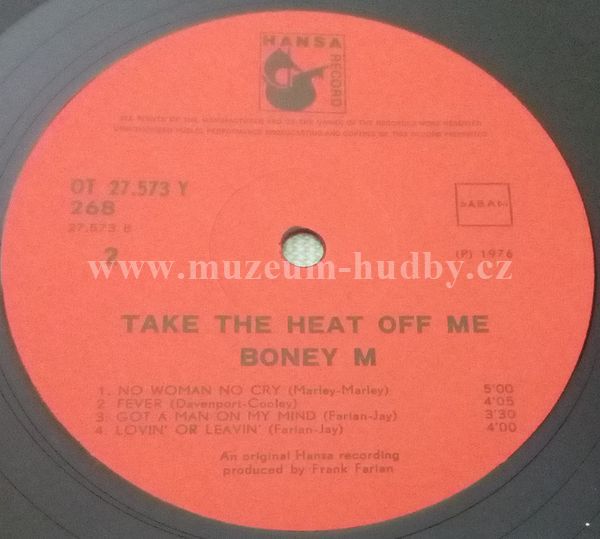 HANSA
RECORD
ALL RIGHTS OF THE MANUFACTURER AND OF THE OWNER OF THE RECORDED WORK RESERVED
UNAUTHORISED PUBLIC PERFORMANCE BROADCASTING AND COPYING OF THIS RECORD PROHIBITED
OT 27.573 Y
268
27.573 B
2
(P) 1976
www.muzeum-hudby.cz
TAKE THE HEAT OFF ME
BONEY M
1. NO WOMAN NO CRY (Marley-Marley) 5'00
2 FEVER (Davenport-Cooley) 4'05
3. GOT A MAN ON MY MIND (Farian-Jay) 3'30
4. LOVIN' OR LEAVIN' (Farian-Jay) 4'00
An original Hansa recording
produced by Frank Farian